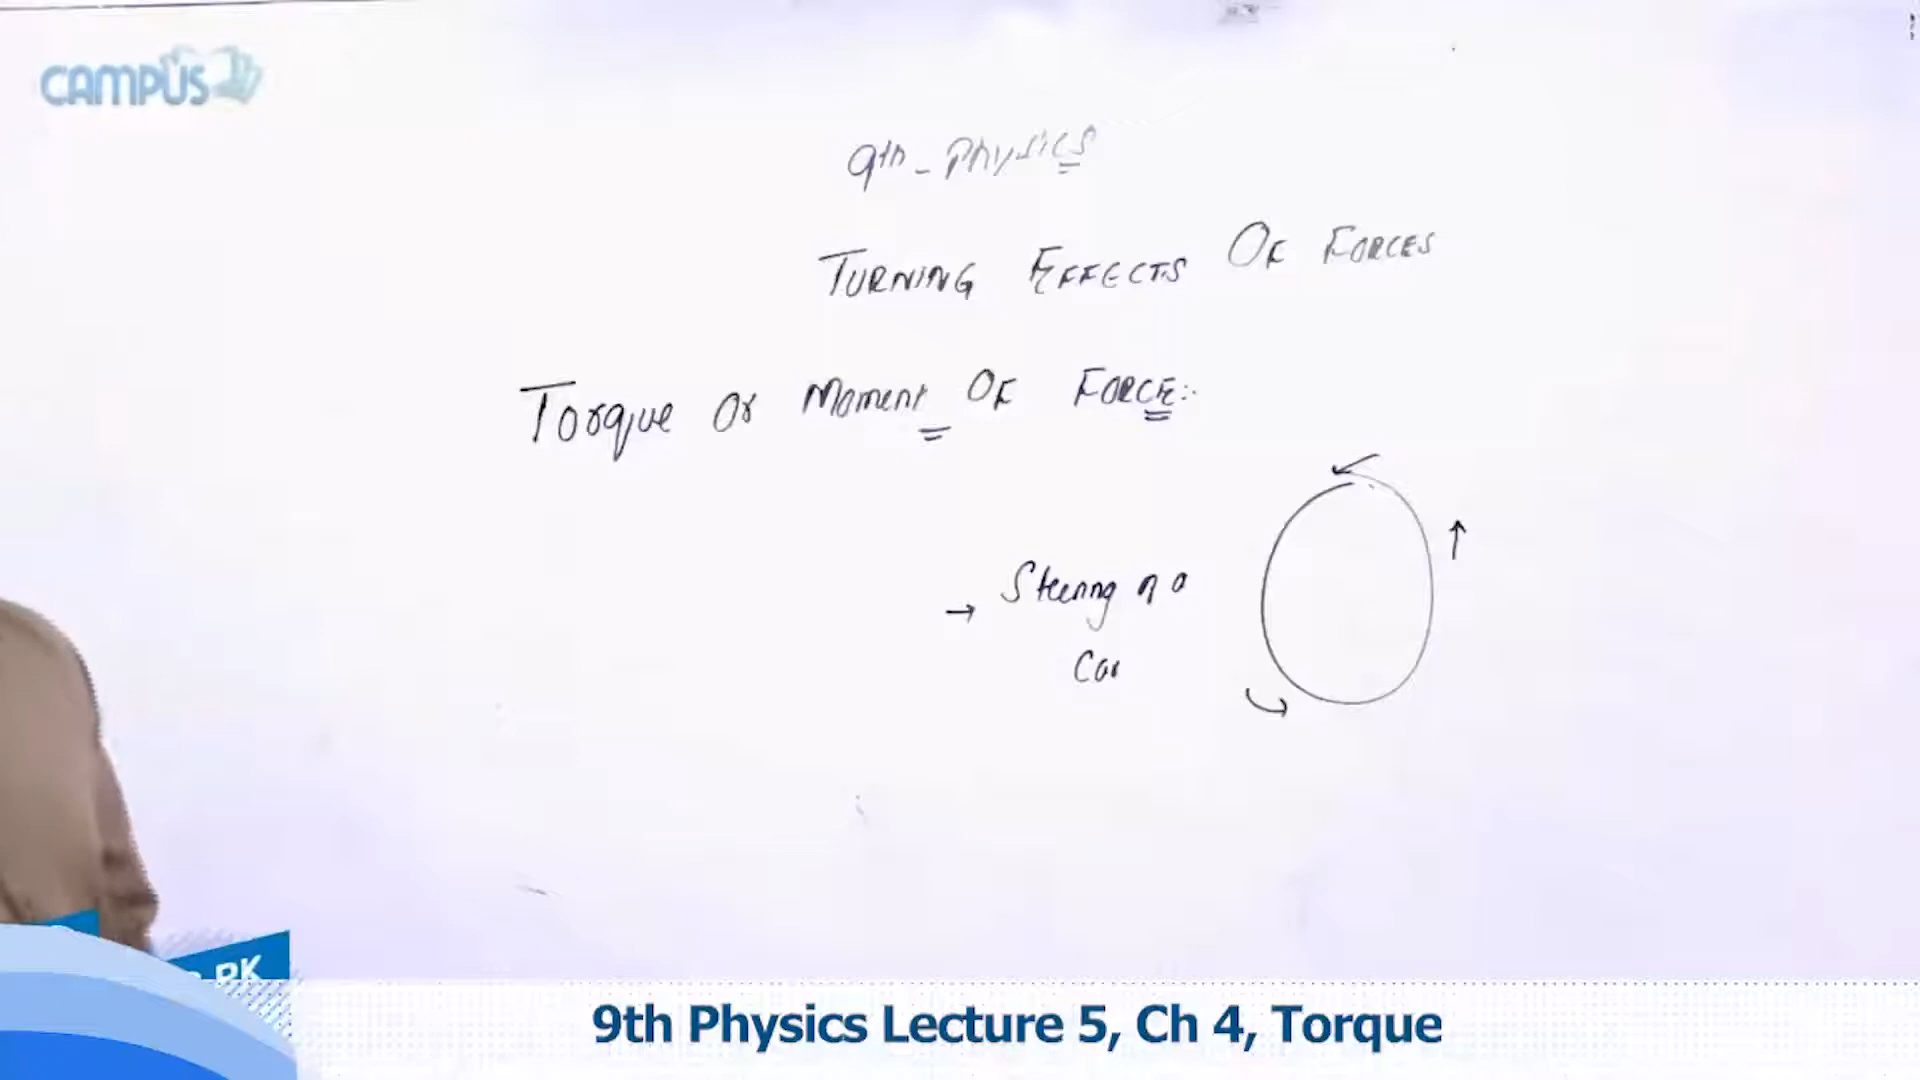 CAMPUS
9th - Physics
TURNING EFFECTS OF FORCES
Torque Or Moment OF FORCE:-
→ Steering of a
Car
.PK
9th Physics Lecture 5, Ch 4, Torque